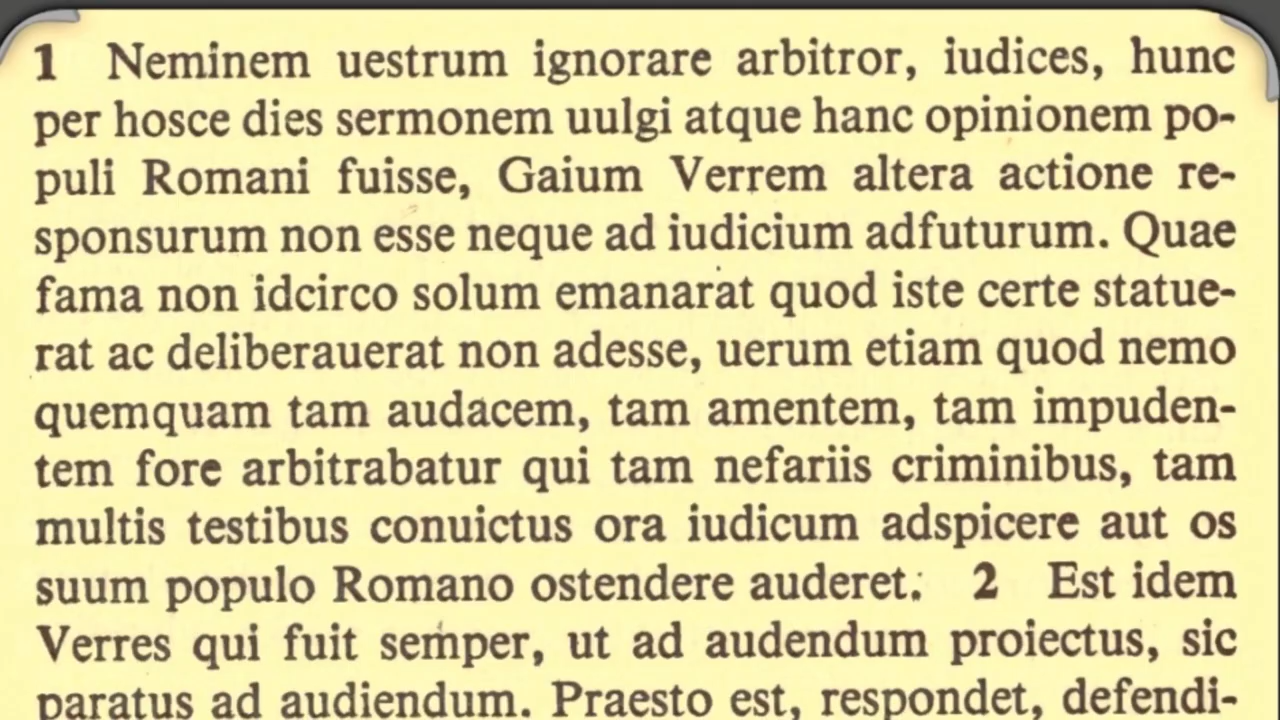 1 Neminem uestrum ignorare arbitror, iudices, hunc
per hosce dies sermonem uulgi atque hanc opinionem po-
puli Romani fuisse, Gaium Verrem altera actione re-
sponsurum non esse neque ad iudicium adfuturum. Quae
fama non idcirco solum emanarat quod iste certe statue-
rat ac deliberauerat non adesse, uerum etiam quod nemo
quemquam tam audacem, tam amentem, tam impuden-
tem fore arbitrabatur qui tam nefariis criminibus, tam
multis testibus conuictus ora iudicum adspicere aut os
suum populo Romano ostendere auderet. 2 Est idem
Verres qui fuit semper, ut ad audendum proiectus, sic
paratus ad audiendum. Praesto est, respondet, defendi-